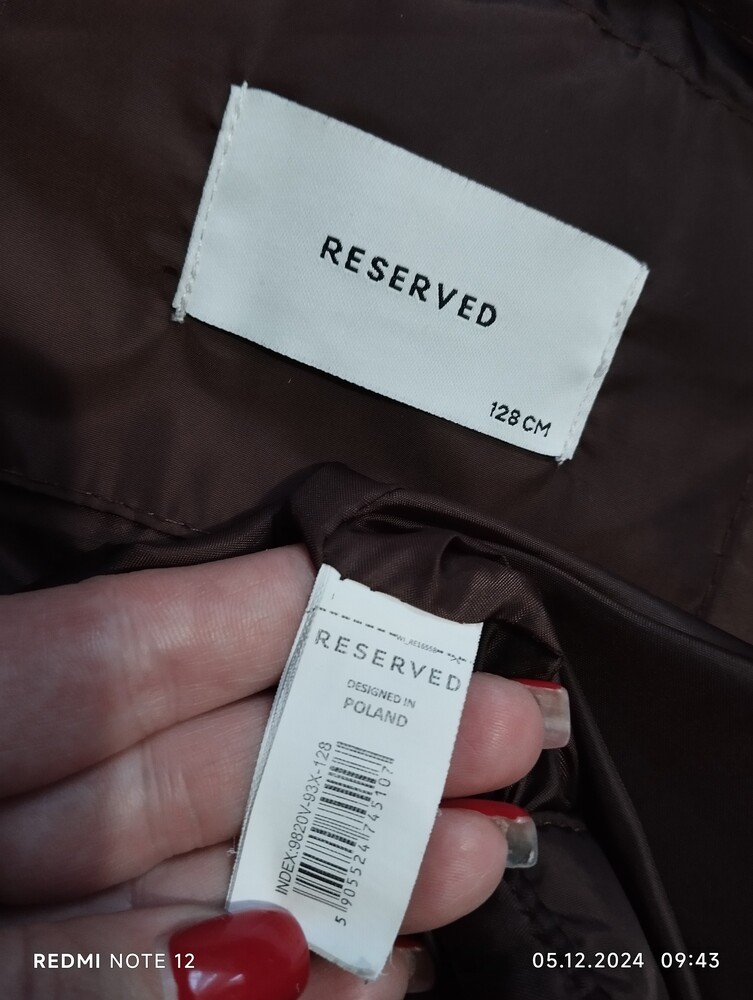 RESERVED
128 CM
RESERVED
DESIGNED IN
POLAND
INDEX:9820V-93X-128
5 905524 745107
REDMI NOTE 12
05.12.2024 09:43